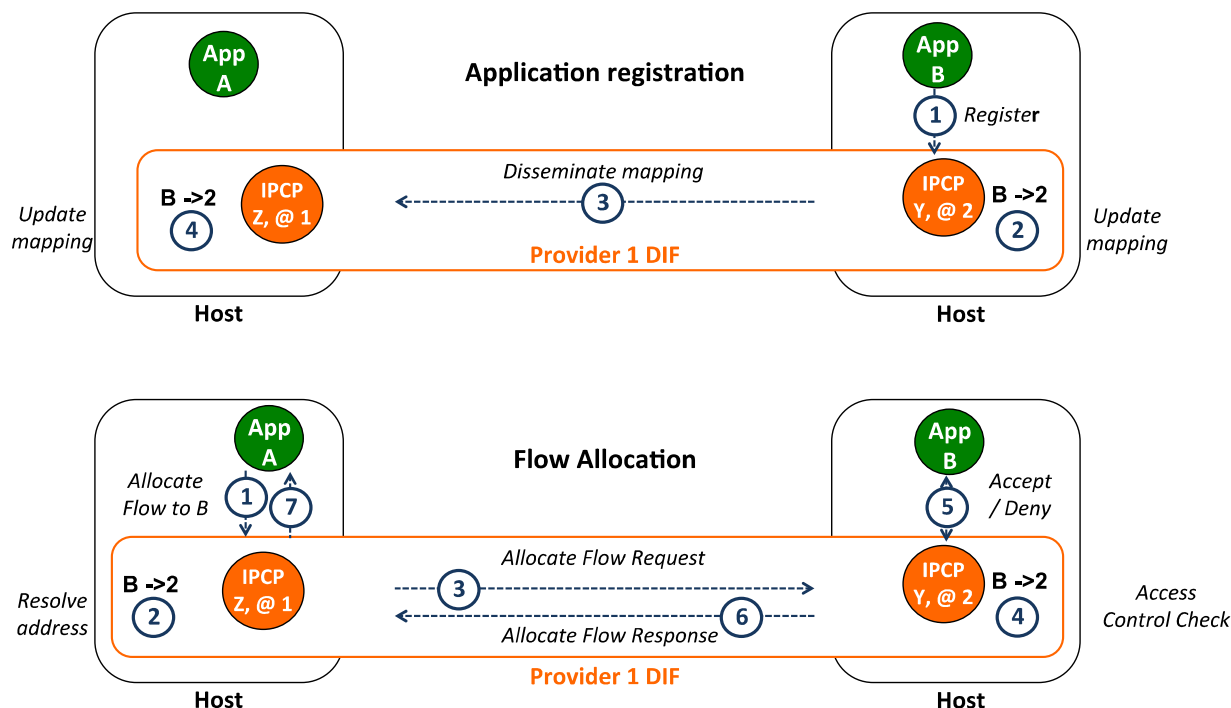 App
A
Application registration
App
B
1
Register
Disseminate mapping
3
IPCP
Z, @ 1
B ->2
4
Update
mapping
IPCP
Y, @ 2
B ->2
2
Update
mapping
Provider 1 DIF
Host
Host
App
A
Flow Allocation
App
B
Allocate
Flow to B
1
7
5
Accept
/ Deny
Allocate Flow Request
3
IPCP
Z, @ 1
B ->2
2
Resolve
address
6
Allocate Flow Response
IPCP
Y, @ 2
B ->2
4
Access
Control Check
Provider 1 DIF
Host
Host